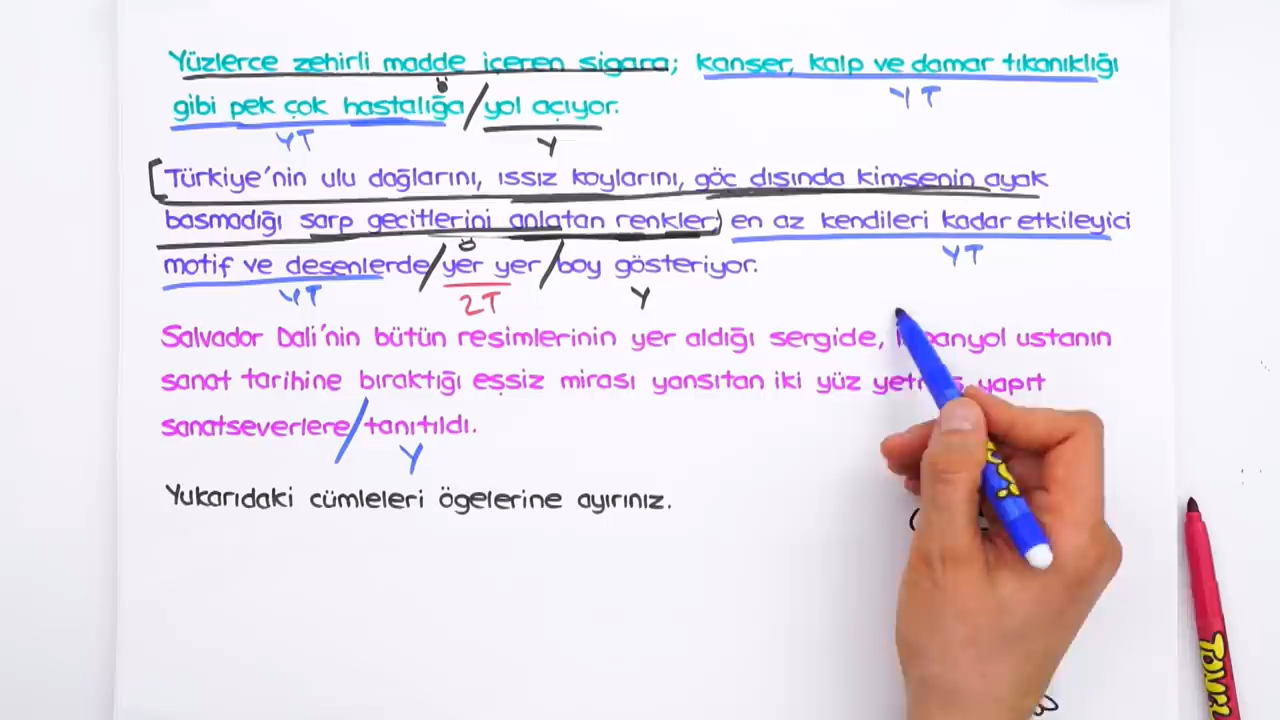 Yüzlerce zehirli madde içeren sigara; kanser, kalp ve damar tıkanıklığı
Ö YT
gibi pek çok hastalığa/yol açıyor.
YT Y
[Türkiye'nin ulu dağlarını, ıssız koylarını, göç dışında kimsenin ayak
basmadığı sarp geçitlerini anlatan renkler) en az kendileri kadar etkileyici
Ö YT
motif ve desenlerde/yer yer/boy gösteriyor.
YT ZT Y
Salvador Dali'nin bütün resimlerinin yer aldığı sergide, ustanın
sanat tarihine bıraktığı eşsiz mirası yansıtan iki yüz yapıt
sanatseverlere/tanıtıldı.
Y
Yukarıdaki cümleleri ögelerine ayırınız.